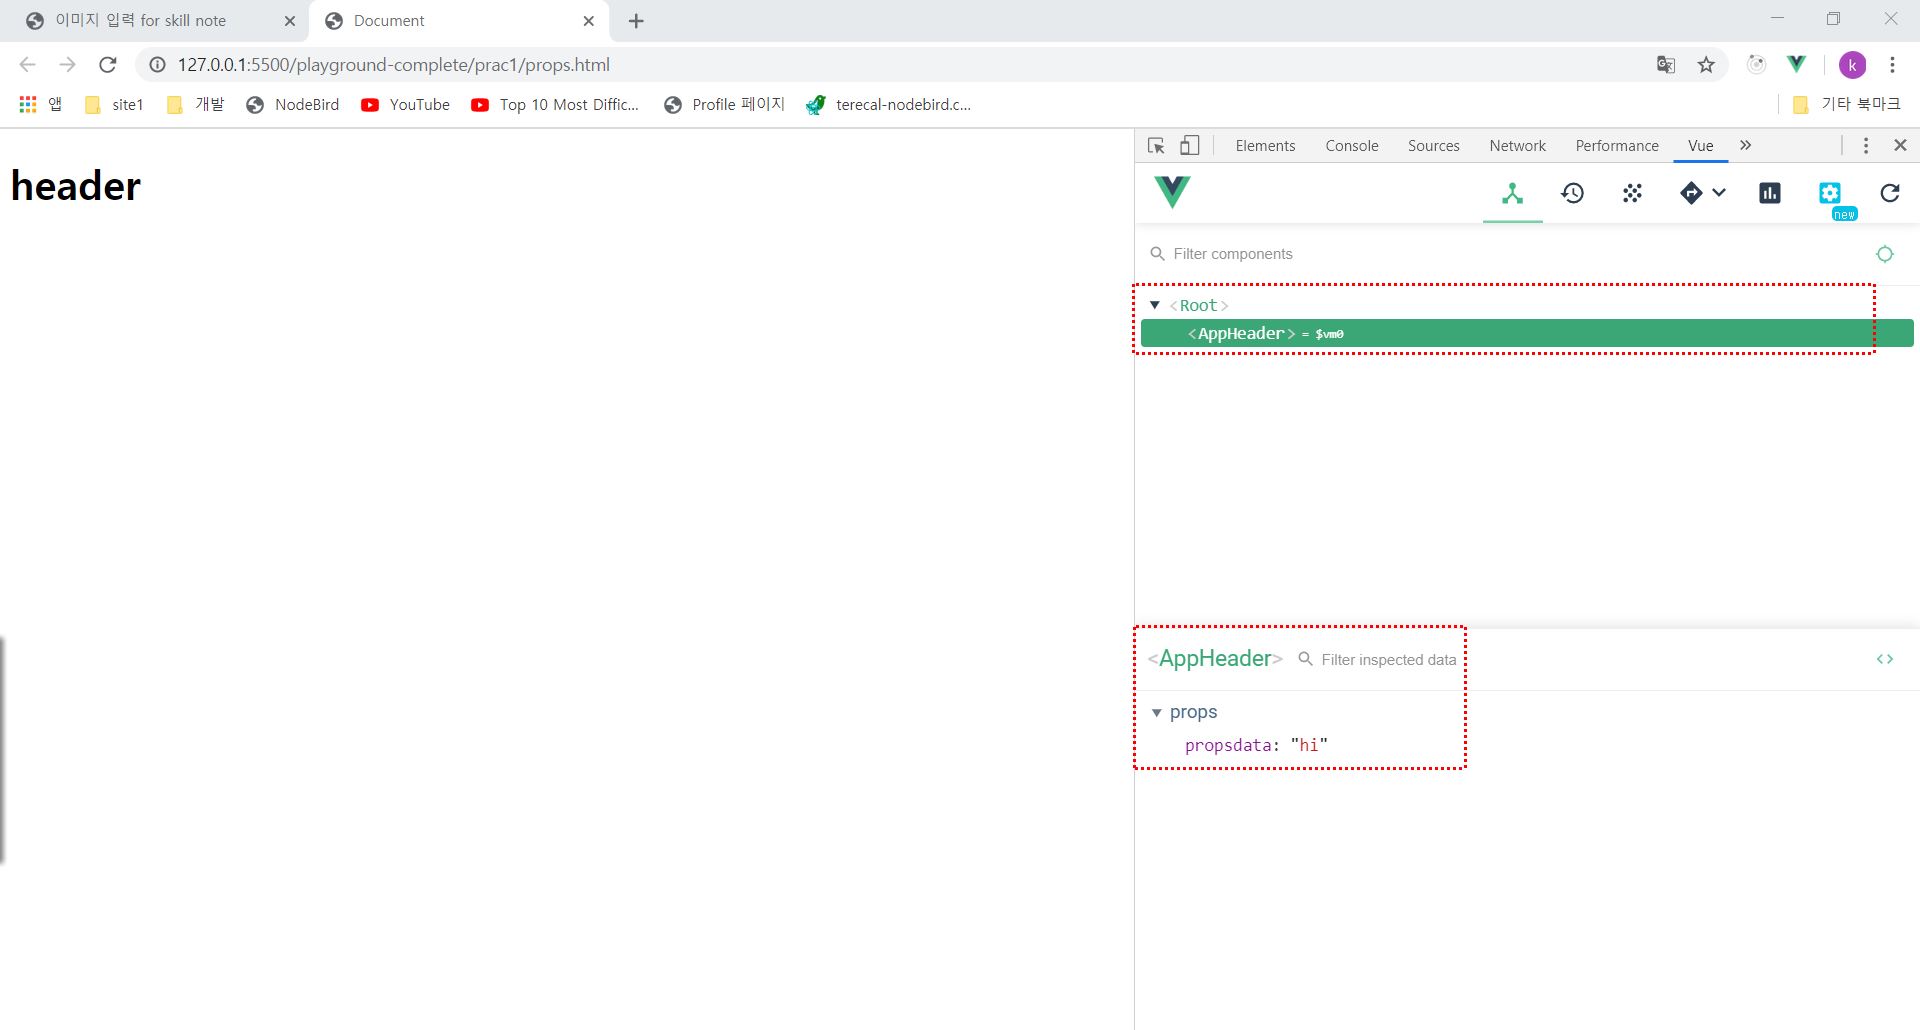 이미지 입력 for skill note
Document
127.0.0.1:5500/playground-complete/prac1/props.html
k
앱
site1
개발
NodeBird
YouTube
Top 10 Most Diffic...
Profile 페이지
terecal-nodebird.c...
기타 북마크
header
Elements
Console
Sources
Network
Performance
Vue
new
Filter components
<Root>
<AppHeader> = $vm0
<AppHeader>
Filter inspected data
props
propsdata: "hi"